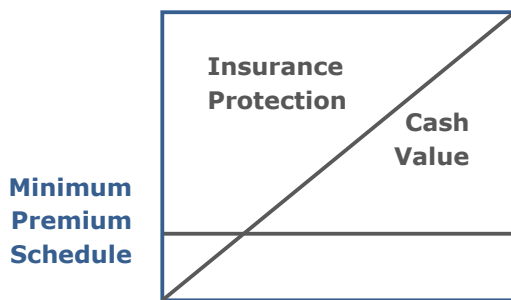 Insurance
Protection
Cash
Value
Minimum
Premium
Schedule